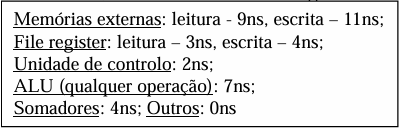 Memórias externas: leitura - 9ns, escrita – 11ns;
File register: leitura – 3ns, escrita – 4ns;
Unidade de controlo: 2ns;
ALU (qualquer operação): 7ns;
Somadores: 4ns; Outros: 0ns